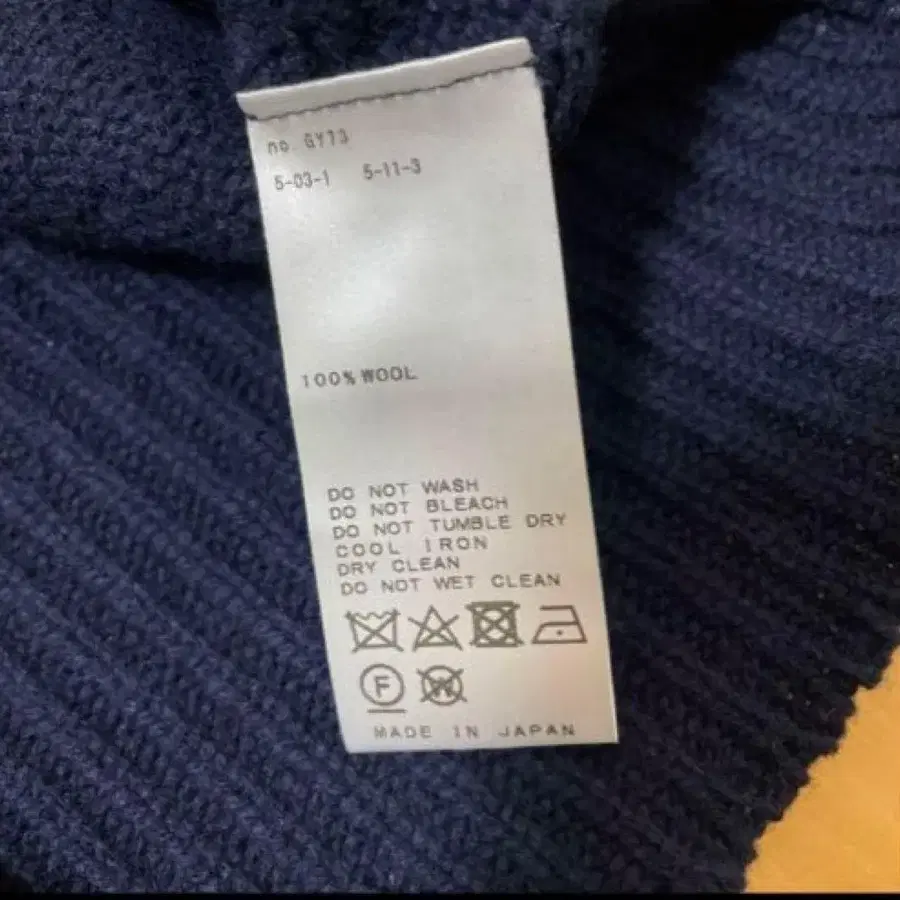 no. GY73
5-03-1 5-11-3
100% WOOL
DO NOT WASH
DO NOT BLEACH
DO NOT TUMBLE DRY
COOL IRON
DRY CLEAN
DO NOT WET CLEAN
F W
MADE IN JAPAN